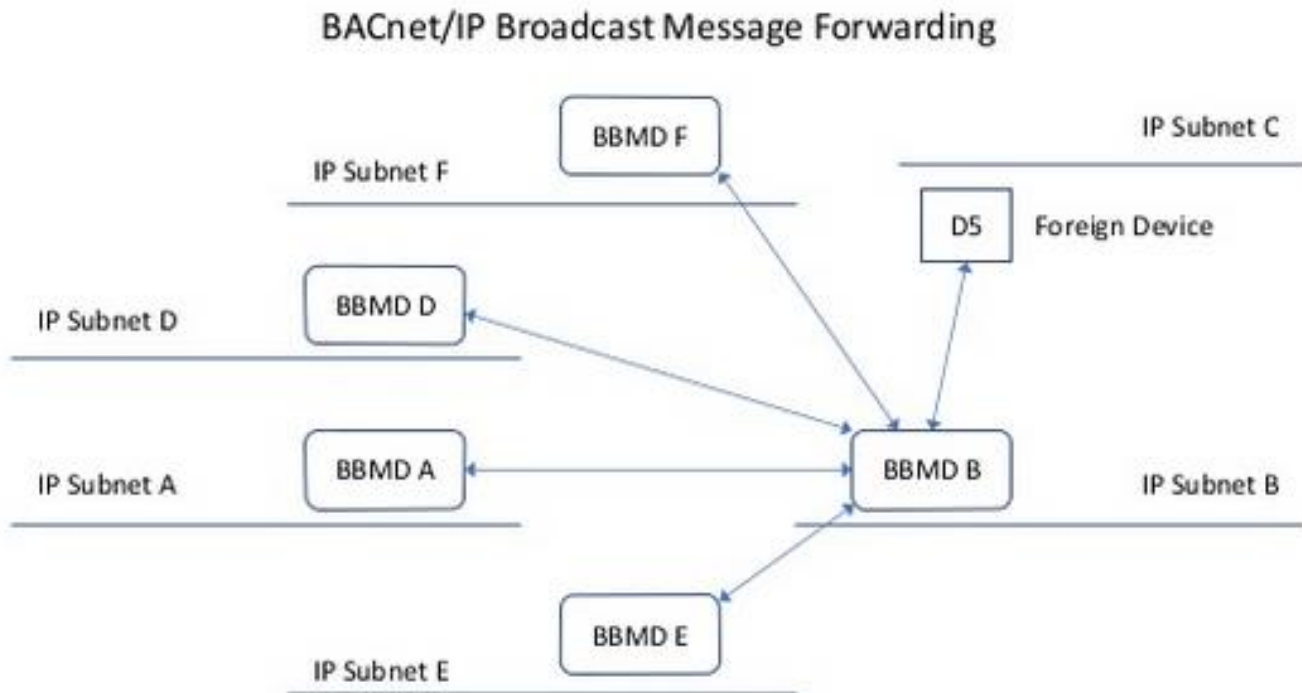 BACnet/IP Broadcast Message Forwarding
BBMD F
IP Subnet C
IP Subnet F
D5
Foreign Device
BBMD D
IP Subnet D
BBMD A
BBMD B
IP Subnet A
IP Subnet B
BBMD E
IP Subnet E